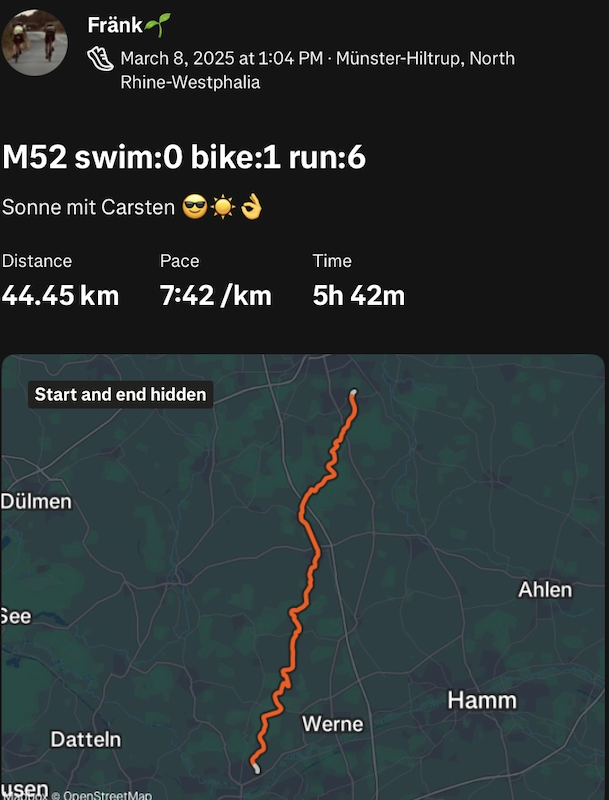 Fränk🌱
March 8, 2025 at 1:04 PM · Münster-Hiltrup, North
Rhine-Westphalia
M52 swim:0 bike:1 run:6
Sonne mit Carsten 😎☀️👌
Distance
Pace
Time
44.45 km
7:42 /km
5h 42m
Start and end hidden
Dülmen
Ahlen
See
Hamm
Werne
Datteln
usen
Mapbox © OpenStreetMap